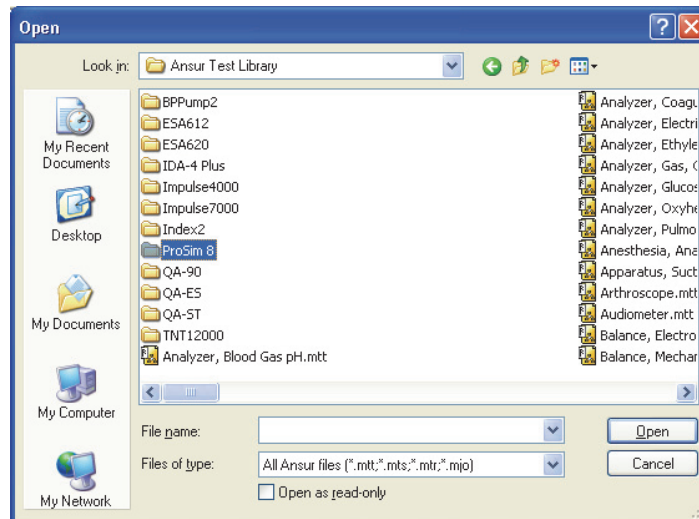 Open
Look in: Ansur Test Library
My Recent
Documents
Desktop
My Documents
My Computer
My Network
BPPump2
ESA612
ESA620
IDA-4 Plus
Impulse4000
Impulse7000
Index2
ProSim 8
QA-90
QA-ES
QA-ST
TNT12000
Analyzer, Blood Gas pH.mtt
Analyzer, Coagu
Analyzer, Electri
Analyzer, Ethyle
Analyzer, Gas,
Analyzer, Glucos
Analyzer, Oxyhe
Analyzer, Pulmo
Anesthesia, Ana
Apparatus, Suct
Arthroscope.mtt
Audiometer.mtt
Balance, Electro
Balance, Mechar
File name:
Open
Files of type: All Ansur files (*.mtt;*.mts;*.mtr;*.mjo)
Cancel
Open as read-only